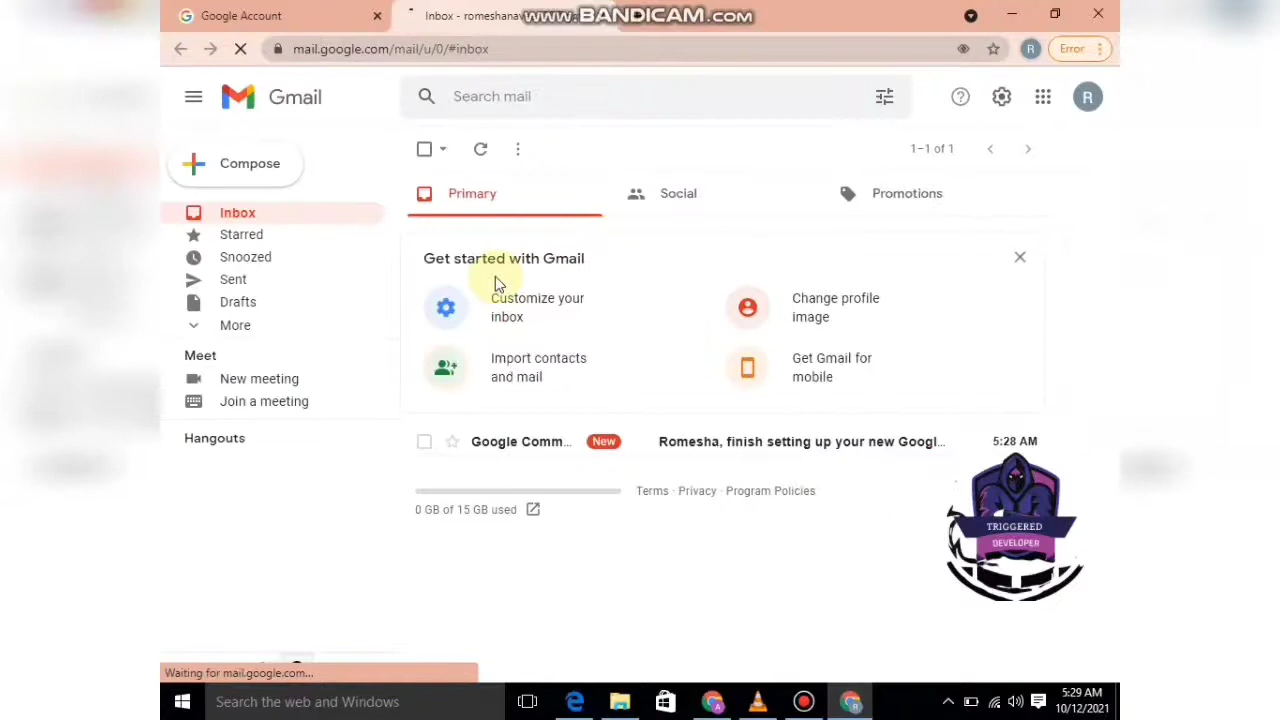 Google Account
Inbox - romeshana
www.BANDICAM.com
mail.google.com/mail/u/0/#inbox
R
Error
Gmail
Search mail
R
Compose
1–1 of 1
Inbox
Primary
Social
Promotions
Starred
Snoozed
Sent
Drafts
More
Get started with Gmail
Customize your
inbox
Change profile
image
Import contacts
and mail
Get Gmail for
mobile
Meet
New meeting
Join a meeting
Hangouts
Google Comm...
New
Romesha, finish setting up your new Googl...
5:28 AM
Terms · Privacy · Program Policies
0 GB of 15 GB used
TRIGGERED
DEVELOPER
Waiting for mail.google.com...
Search the web and Windows
5:29 AM
10/12/2021